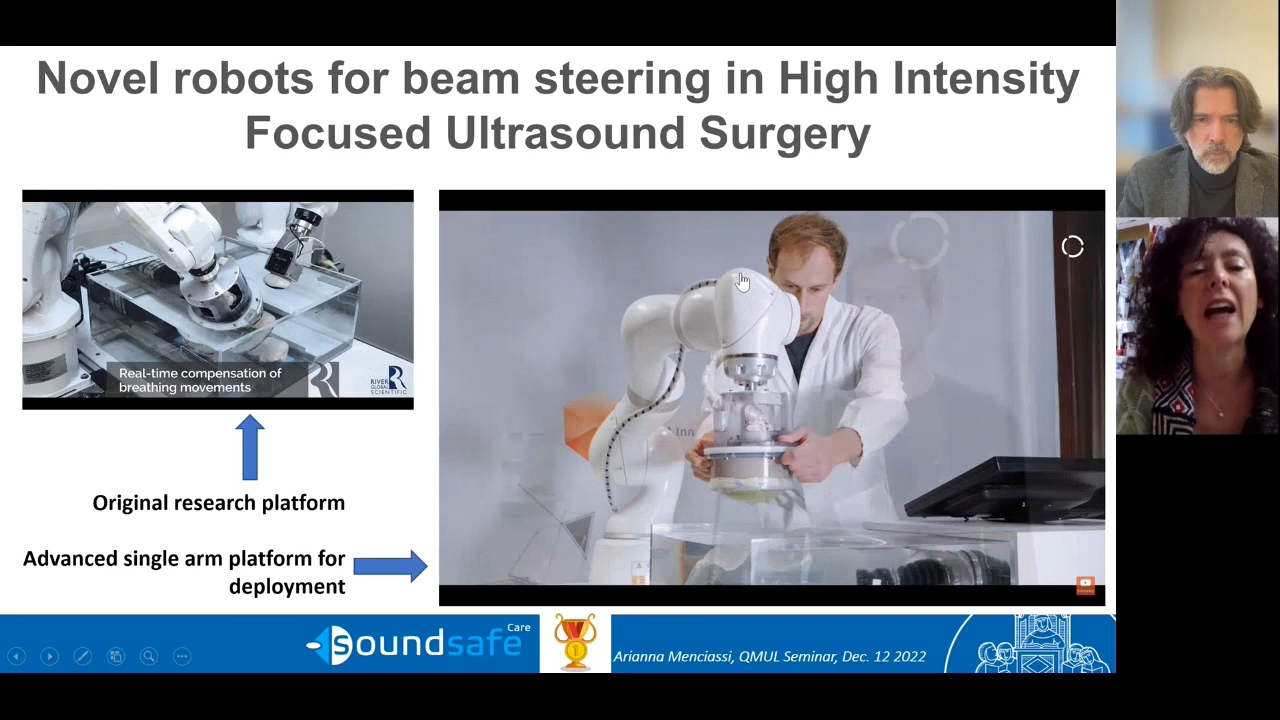 Novel robots for beam steering in High Intensity
Focused Ultrasound Surgery
Real-time compensation of
breathing movements
RIVER
GLOBAL
SCIENTIFIC
Original research platform
Advanced single arm platform for
deployment
Inn
soundsafe Care
1
Arianna Menciassi, QMUL Seminar, Dec. 12 2022